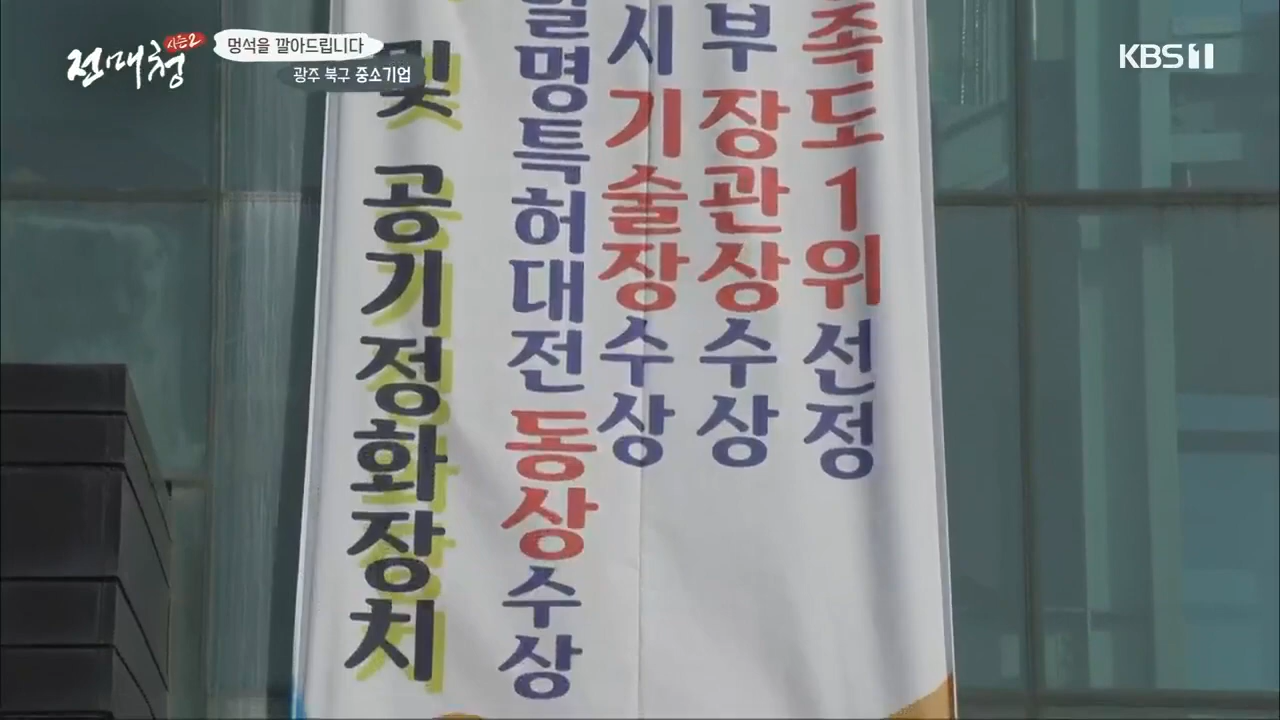 전매청 시즌2
멍석을 깔아드립니다
광주 북구 중소기업
KBS1
족도 1위 선정
부 장관상 수상
시 기술장 수상
발명특허대전 동상 수상
및 공기정화장치